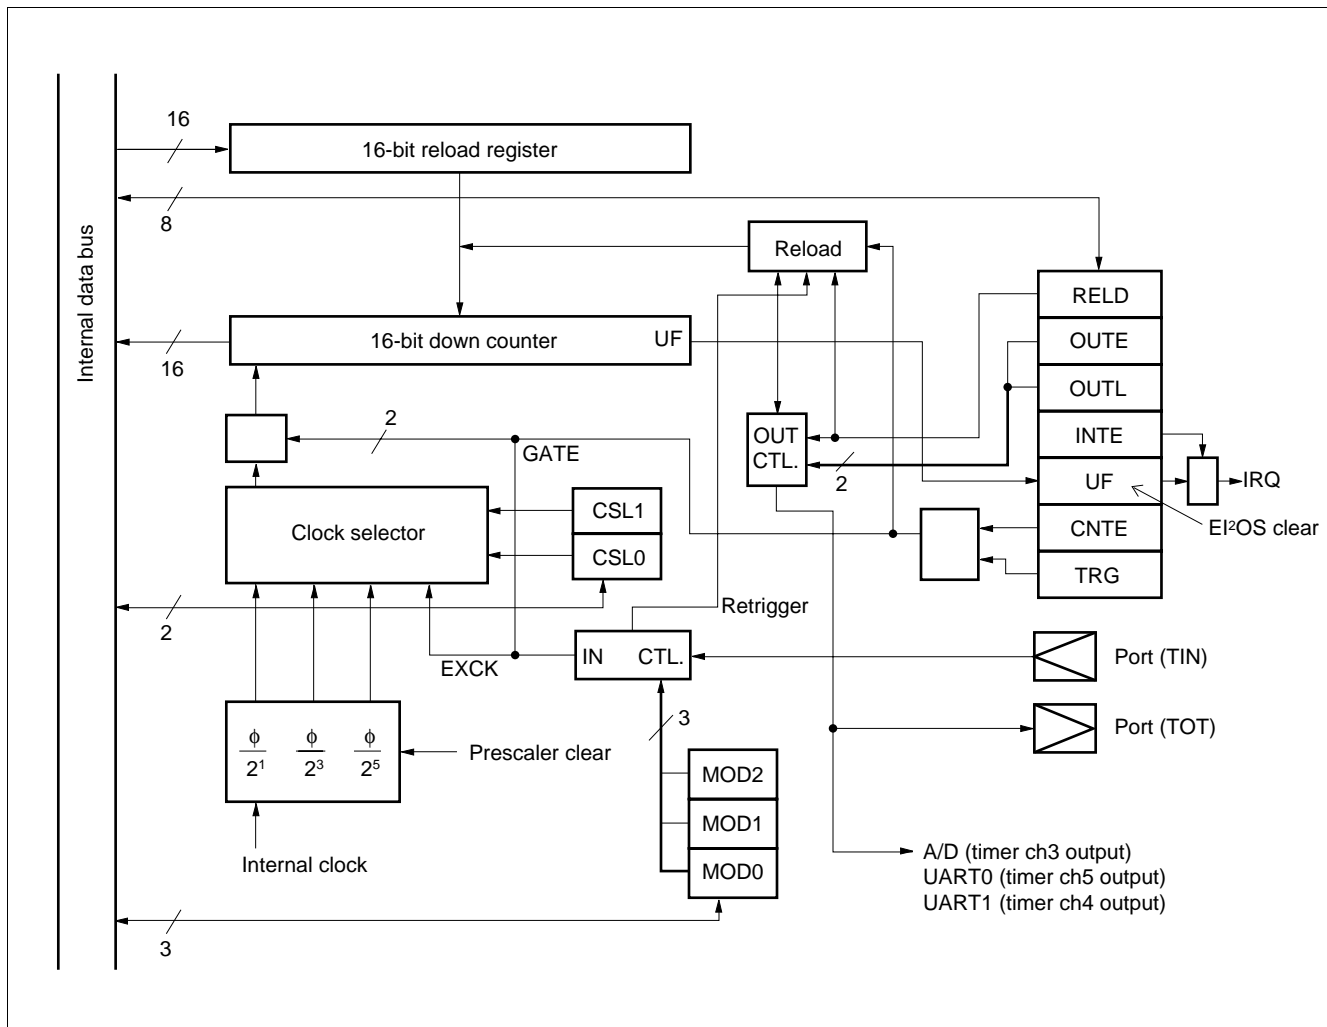 16
16-bit reload register
8
Reload
Internal data bus
RELD
16-bit down counter UF
OUTE
16
OUTL
2
OUT
CTL.
INTE
GATE
2
UF
IRQ
CSL1
EI²OS clear
Clock selector
CNTE
CSL0
TRG
2
Retrigger
IN CTL.
Port (TIN)
EXCK
3
Port (TOT)
ϕ ϕ ϕ
2¹ 2³ 2⁵
Prescaler clear
MOD2
MOD1
MOD0
Internal clock
A/D (timer ch3 output)
UART0 (timer ch5 output)
UART1 (timer ch4 output)
3